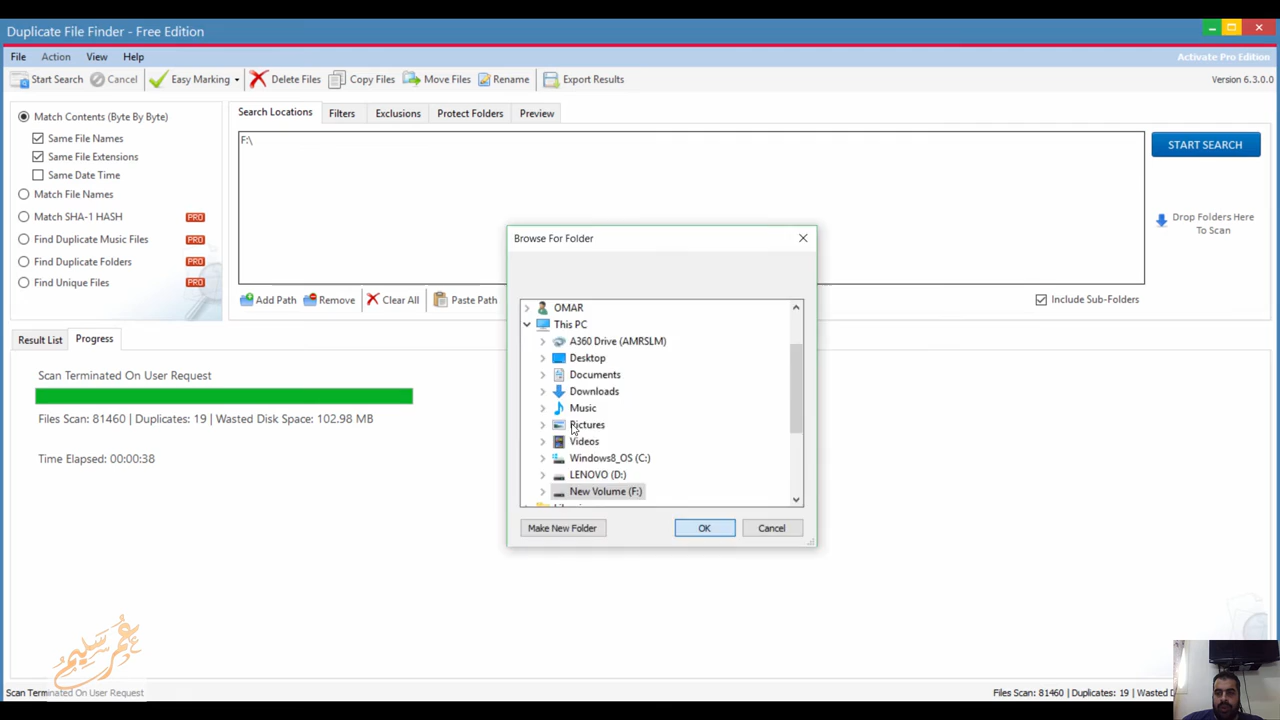 Duplicate File Finder - Free Edition
File Action View Help
Activate Pro Edition
Start Search Cancel Easy Marking Delete Files Copy Files Move Files Rename Export Results
Version 6.3.0.0
Match Contents (Byte By Byte)
Same File Names
Same File Extensions
Same Date Time
Match File Names
Match SHA-1 HASH PRO
Find Duplicate Music Files PRO
Find Duplicate Folders PRO
Find Unique Files PRO
Search Locations Filters Exclusions Protect Folders Preview
F:\
START SEARCH
Drop Folders Here
To Scan
Add Path Remove Clear All Paste Path
Include Sub-Folders
Browse For Folder
OMAR
This PC
A360 Drive (AMRSLM)
Desktop
Documents
Downloads
Music
Pictures
Videos
Windows8_OS (C:)
LENOVO (D:)
New Volume (F:)
Make New Folder OK Cancel
Result List Progress
Scan Terminated On User Request
Files Scan: 81460 | Duplicates: 19 | Wasted Disk Space: 102.98 MB
Time Elapsed: 00:00:38
عمر سليم
Scan Terminated On User Request
Files Scan: 81460 | Duplicates: 19 | Wasted D